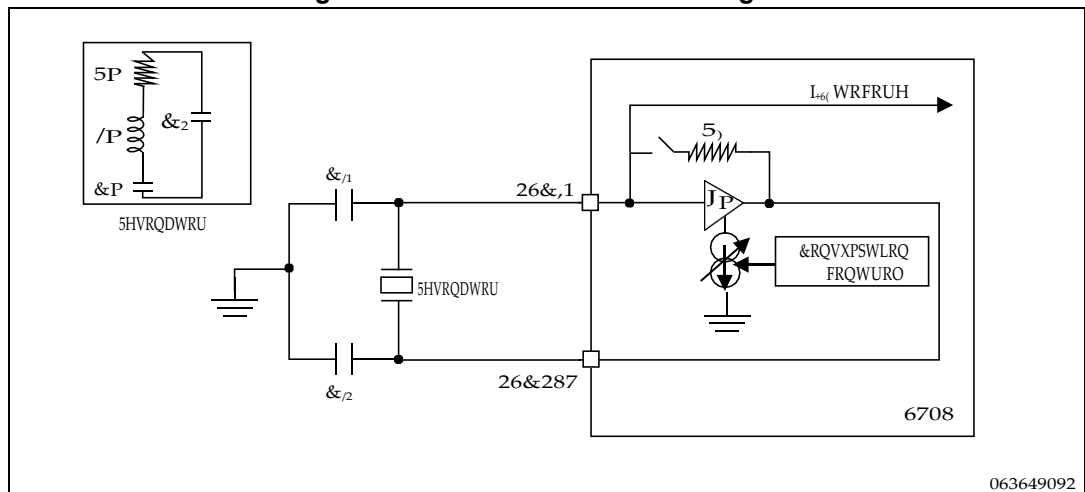 5P
/P
&P
&2
5HVRQDWRU
&/1
&/2
5HVRQDWRU
26&,1
26&287
I+6( WRFRUH
5)
JP
&RQVXPSWLRQ
FRQWURO
6708
063649092